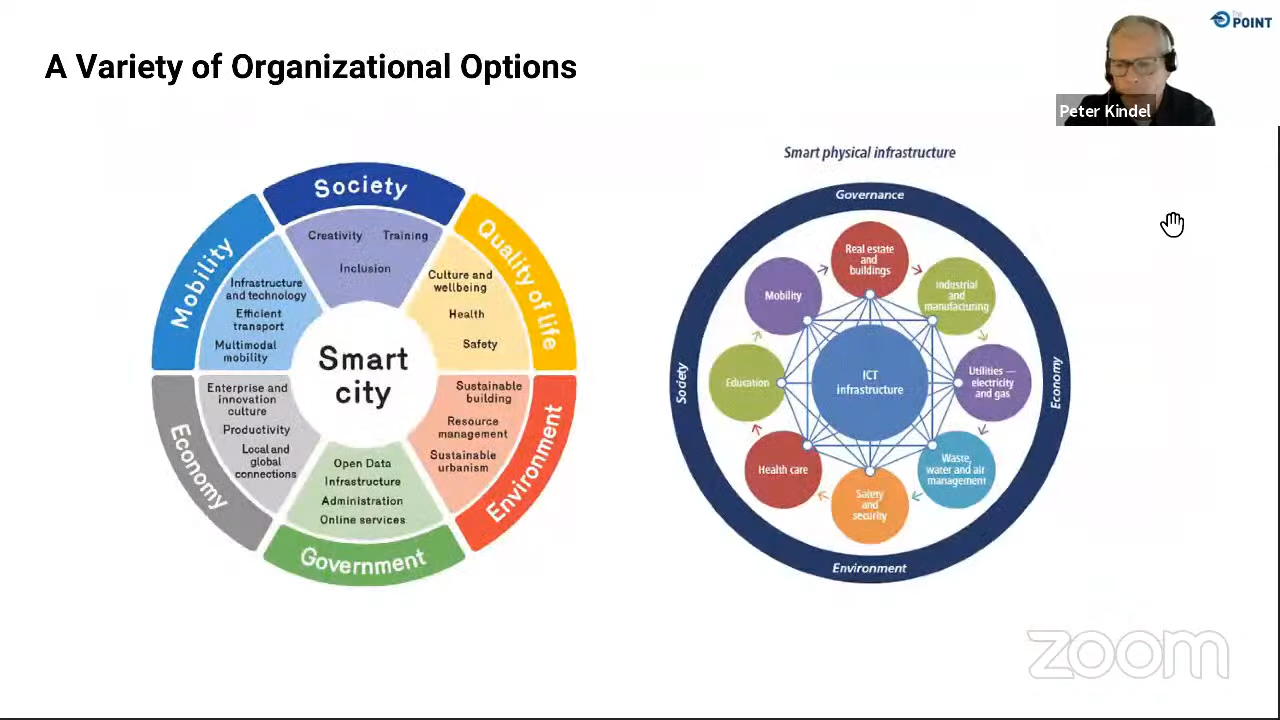 The
POINT
A Variety of Organizational Options
Peter Kindel
Society
Creativity Training
Inclusion
Quality of life
Culture and
wellbeing
Health
Safety
Environment
Sustainable
building
Resource
management
Sustainable
urbanism
Government
Open Data
Infrastructure
Administration
Online services
Economy
Enterprise and
innovation
culture
Productivity
Local and
global
connections
Mobility
Infrastructure
and technology
Efficient
transport
Multimodal
mobility
Smart
city
Smart physical infrastructure
Governance
Economy
Environment
Society
Real estate
and
buildings
Industrial
and
manufacturing
Utilities —
electricity
and gas
Waste,
water and air
management
Safety
and
security
Health care
Education
Mobility
ICT
infrastructure
zoom